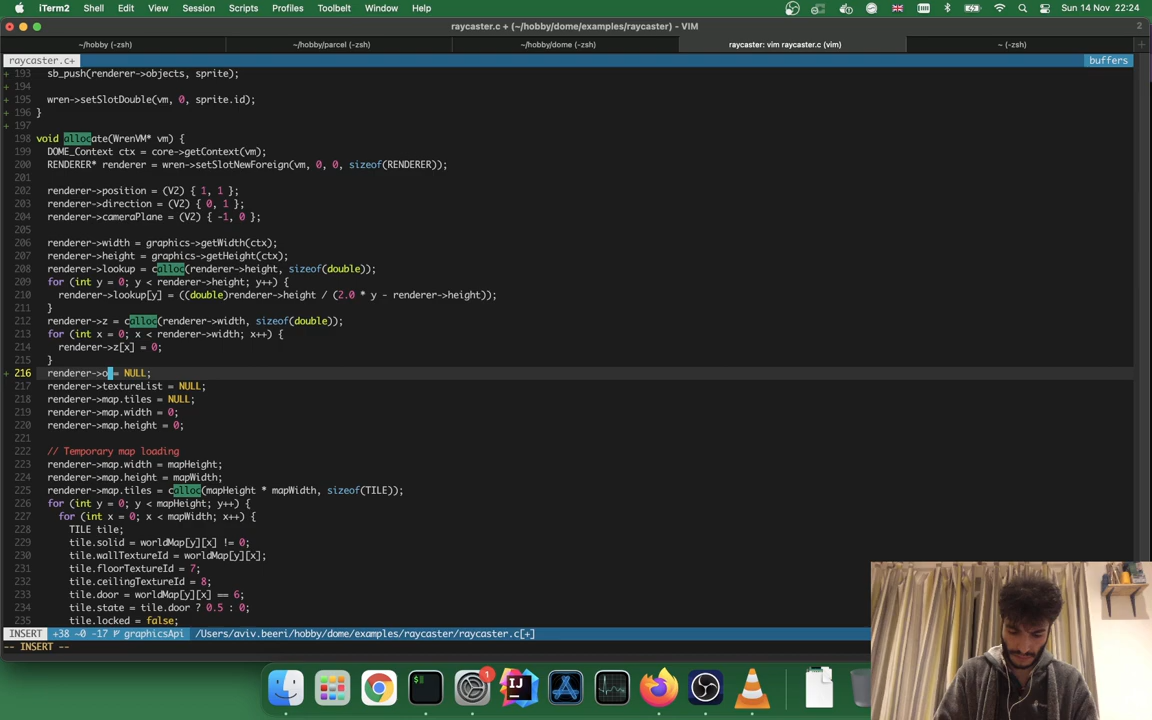 iTerm2 Shell Edit View Session Scripts Profiles Toolbelt Window Help Sun 14 Nov 22:24
raycaster.c+ (~/hobby/dome/examples/raycaster) - VIM 2
~/hobby (-zsh) ~/hobby/parcel (-zsh) ~/hobby/dome (-zsh) raycaster: vim raycaster.c (vim) ~ (-zsh)
raycaster.c+ buffers
+ 193 sb_push(renderer->objects, sprite);
+ 194
+ 195 wren->setSlotDouble(vm, 0, sprite.id);
+ 196 }
+ 197
198 void allocate(WrenVM* vm) {
199 DOME_Context ctx = core->getContext(vm);
200 RENDERER* renderer = wren->setSlotNewForeign(vm, 0, 0, sizeof(RENDERER));
201
202 renderer->position = (V2) { 1, 1 };
203 renderer->direction = (V2) { 0, 1 };
204 renderer->cameraPlane = (V2) { -1, 0 };
205
206 renderer->width = graphics->getWidth(ctx);
207 renderer->height = graphics->getHeight(ctx);
208 renderer->lookup = calloc(renderer->height, sizeof(double));
209 for (int y = 0; y < renderer->height; y++) {
210 renderer->lookup[y] = ((double)renderer->height / (2.0 * y - renderer->height));
211 }
212 renderer->z = calloc(renderer->width, sizeof(double));
213 for (int x = 0; x < renderer->width; x++) {
214 renderer->z[x] = 0;
215 }
+ 216 renderer->o = NULL;
217 renderer->textureList = NULL;
218 renderer->map.tiles = NULL;
219 renderer->map.width = 0;
220 renderer->map.height = 0;
221
222 // Temporary map loading
223 renderer->map.width = mapHeight;
224 renderer->map.height = mapWidth;
225 renderer->map.tiles = calloc(mapHeight * mapWidth, sizeof(TILE));
226 for (int y = 0; y < mapHeight; y++) {
227 for (int x = 0; x < mapWidth; x++) {
228 TILE tile;
229 tile.solid = worldMap[y][x] != 0;
230 tile.wallTextureId = worldMap[y][x];
231 tile.floorTextureId = 7;
232 tile.ceilingTextureId = 8;
233 tile.door = worldMap[y][x] == 6;
234 tile.state = tile.door ? 0.5 : 0;
235 tile.locked = false;
INSERT +38 ~0 -17 graphicsApi /Users/aviv.beeri/hobby/dome/examples/raycaster/raycaster.c[+]
-- INSERT --
1